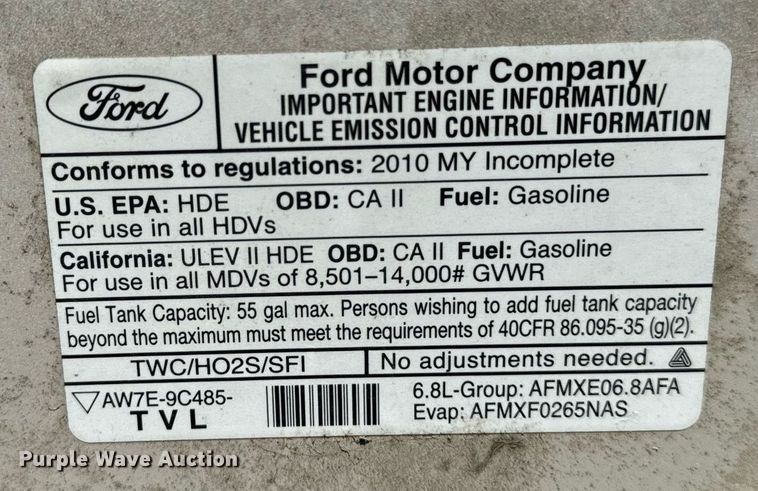 Ford
Ford Motor Company
IMPORTANT ENGINE INFORMATION/
VEHICLE EMISSION CONTROL INFORMATION
Conforms to regulations: 2010 MY Incomplete
U.S. EPA: HDE OBD: CA II Fuel: Gasoline
For use in all HDVs
California: ULEV II HDE OBD: CA II Fuel: Gasoline
For use in all MDVs of 8,501–14,000# GVWR
Fuel Tank Capacity: 55 gal max. Persons wishing to add fuel tank capacity
beyond the maximum must meet the requirements of 40CFR 86.095-35 (g)(2).
TWC/HO2S/SFI
No adjustments needed.
AW7E-9C485-
TVL
6.8L-Group: AFMXE06.8AFA
Evap: AFMXF0265NAS
Purple Wave Auction